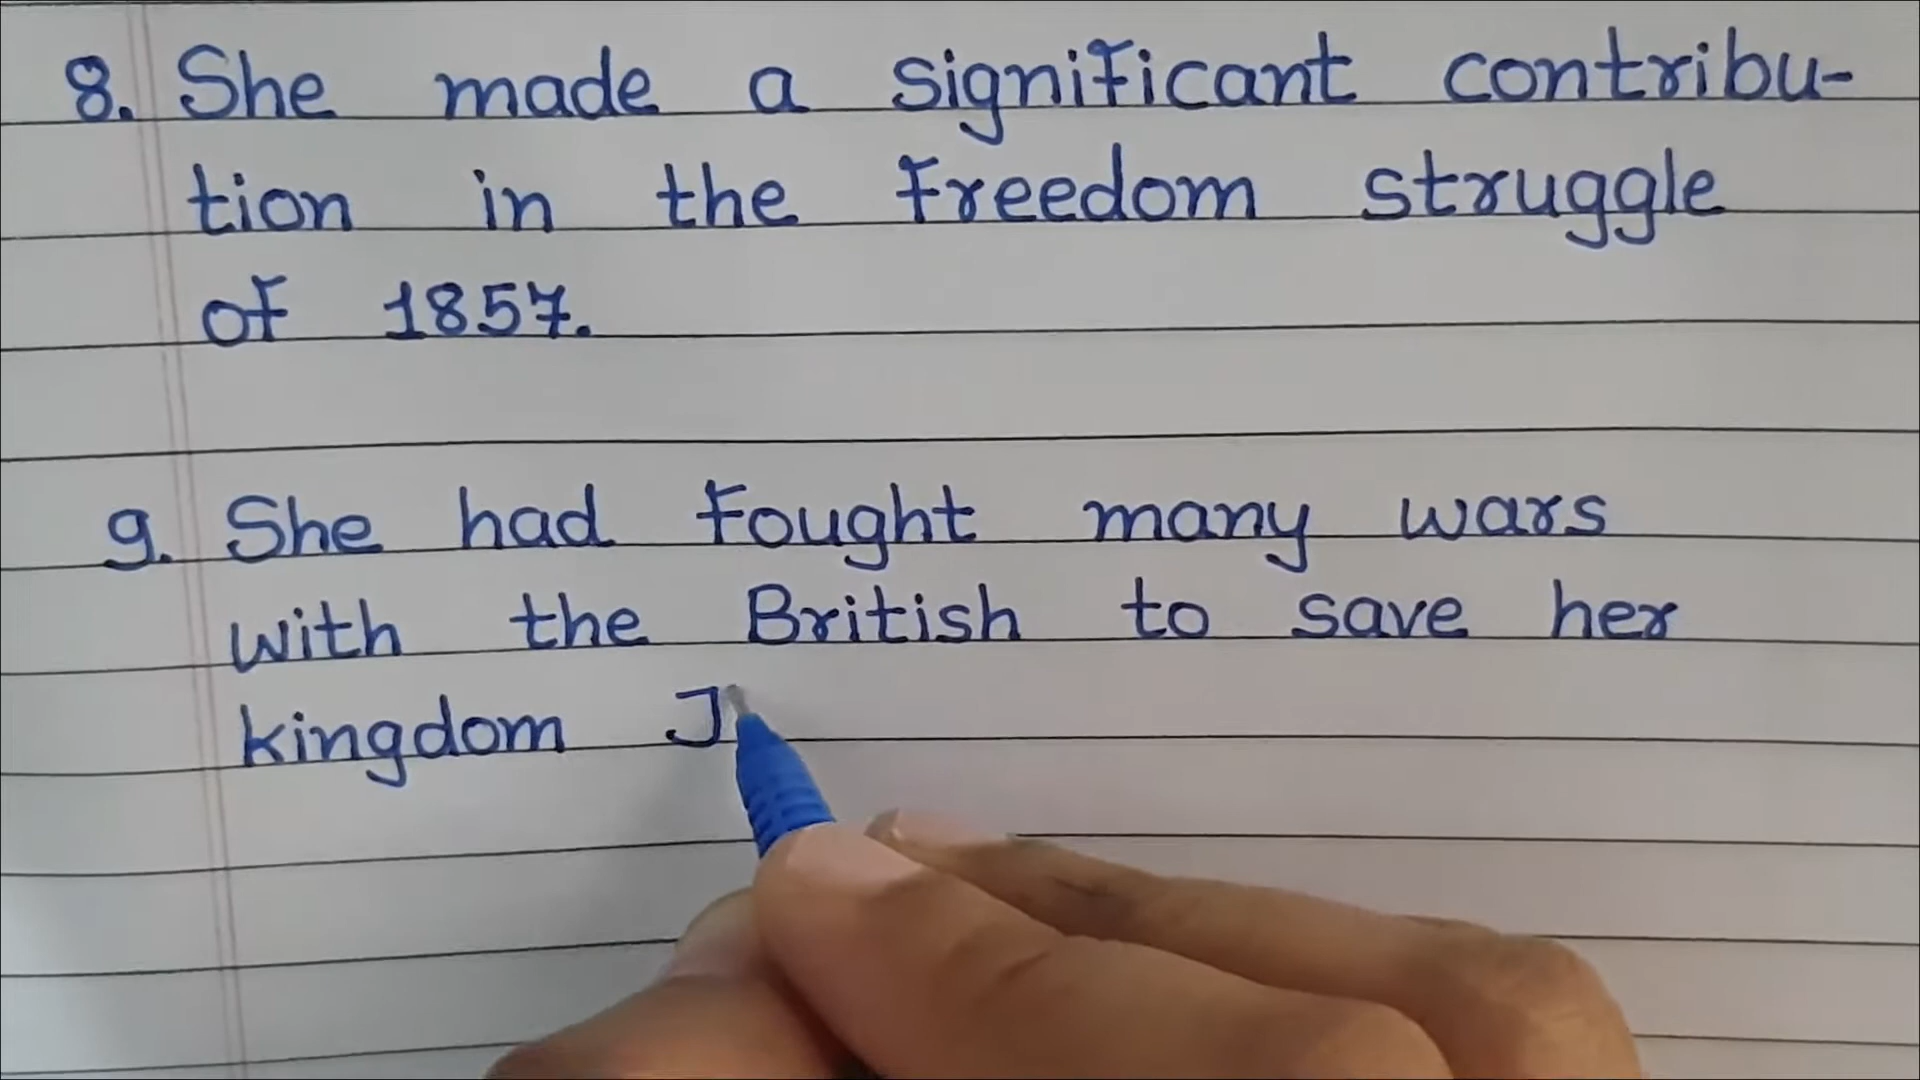 8. She made a significant contribu-
tion in the freedom struggle
of 1857.
9. She had fought many wars
with the British to save her
kingdom J